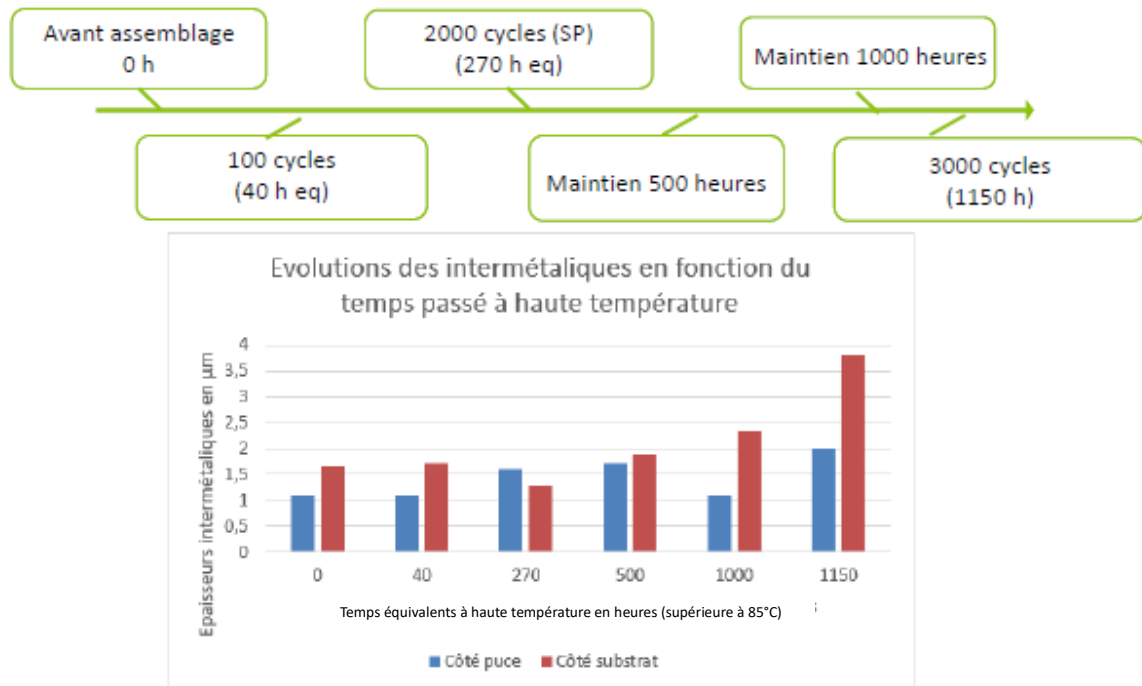 Avant assemblage
0 h
2000 cycles (SP)
(270 h eq)
Maintien 1000 heures
100 cycles
(40 h eq)
Maintien 500 heures
3000 cycles
(1150 h)
Evolutions des intermétaliques en fonction du
temps passé à haute température
Epaisseurs intermétaliques en µm
4
3,5
3
2,5
2
1,5
1
0,5
0
0 40 270 500 1000 1150
Temps équivalents à haute température en heures (supérieure à 85°C)
Côté puce Côté substrat